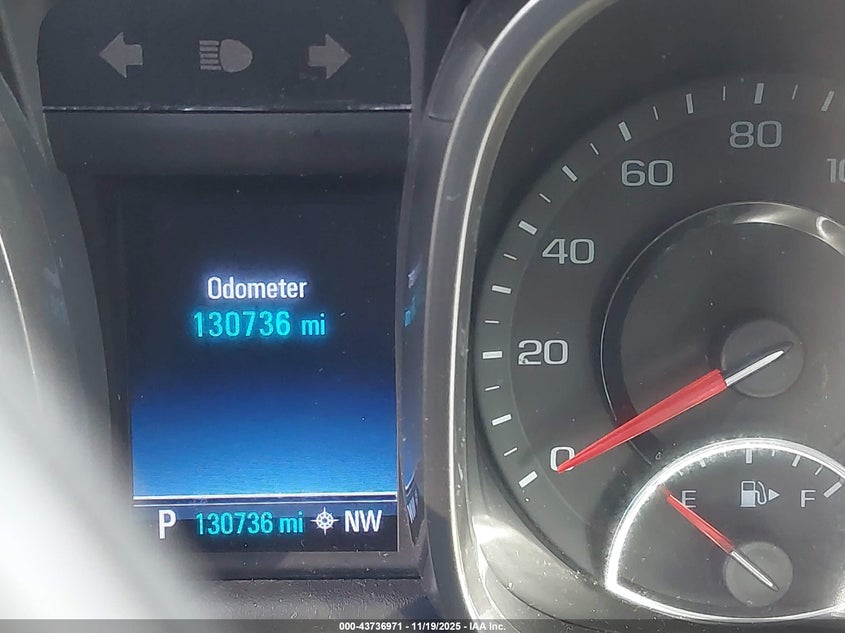 Odometer
130736 mi
P 130736 mi NW
80
60
40
20
0
E F
000-43736971 - 11/19/2025 - IAA Inc.